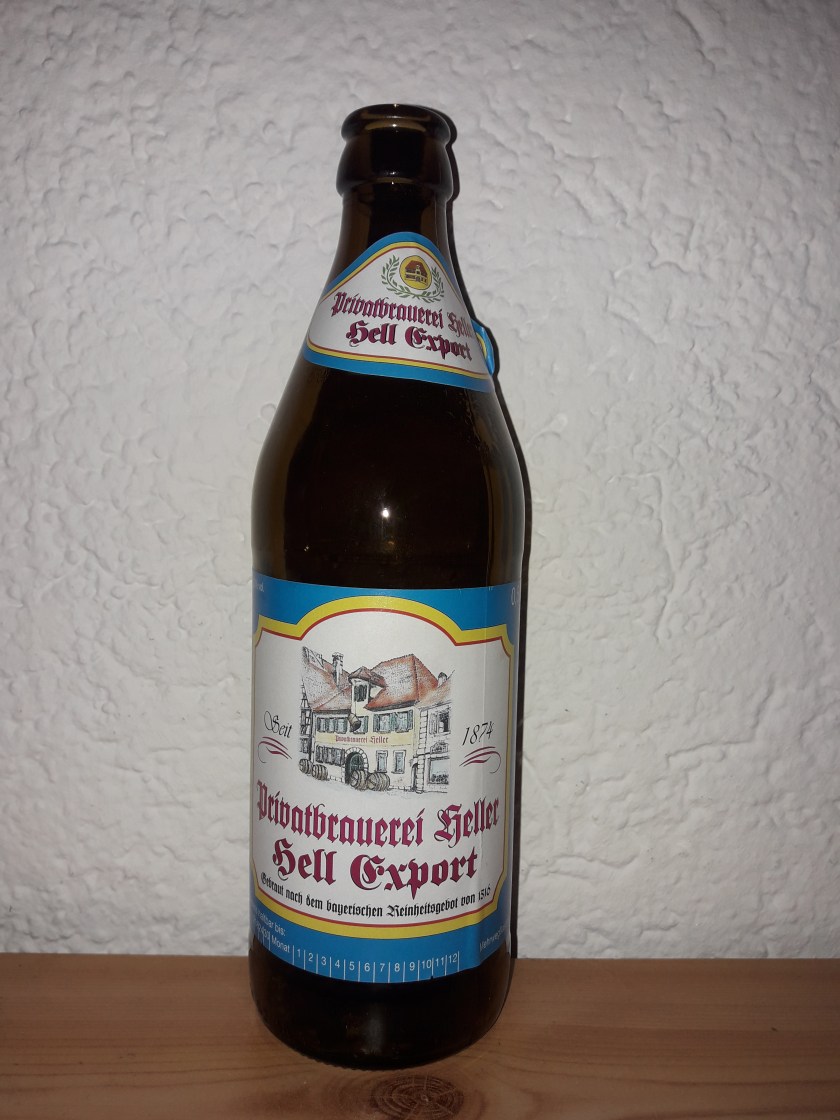 Privatbrauerei Heller
Hell Export
Seit
1874
Privatbrauerei Heller
Privatbrauerei Heller
Hell Export
Gebraut nach dem bayerischen Reinheitsgebot von 1516
bis:
Monat 1 2 3 4 5 6 7 8 9 10 11 12